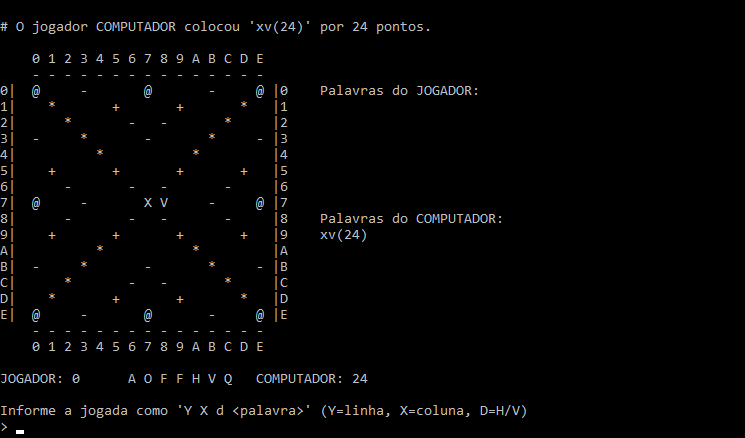 # O jogador COMPUTADOR colocou 'xv(24)' por 24 pontos.
    0 1 2 3 4 5 6 7 8 9 A B C D E
    - - - - - - - - - - - - - - -
0|  @     -       @       -     @ |0    Palavras do JOGADOR:
1|    *       +       +       *   |1
2|      *       -   -       *     |2
3|  -     *       -       *     - |3
4|          *           *         |4
5|    +       +       +       +   |5
6|      -       -   -       -     |6
7|  @     -       X V     -     @ |7
8|      -       -   -       -     |8    Palavras do COMPUTADOR:
9|    +       +       +       +   |9    xv(24)
A|          *           *         |A
B|  -     *       -       *     - |B
C|      *       -   -       *     |C
D|    *       +       +       *   |D
E|  @     -       @       -     @ |E
    - - - - - - - - - - - - - - -
    0 1 2 3 4 5 6 7 8 9 A B C D E
JOGADOR: 0      A O F F H V Q   COMPUTADOR: 24
Informe a jogada como 'Y X d <palavra>' (Y=linha, X=coluna, D=H/V)
>